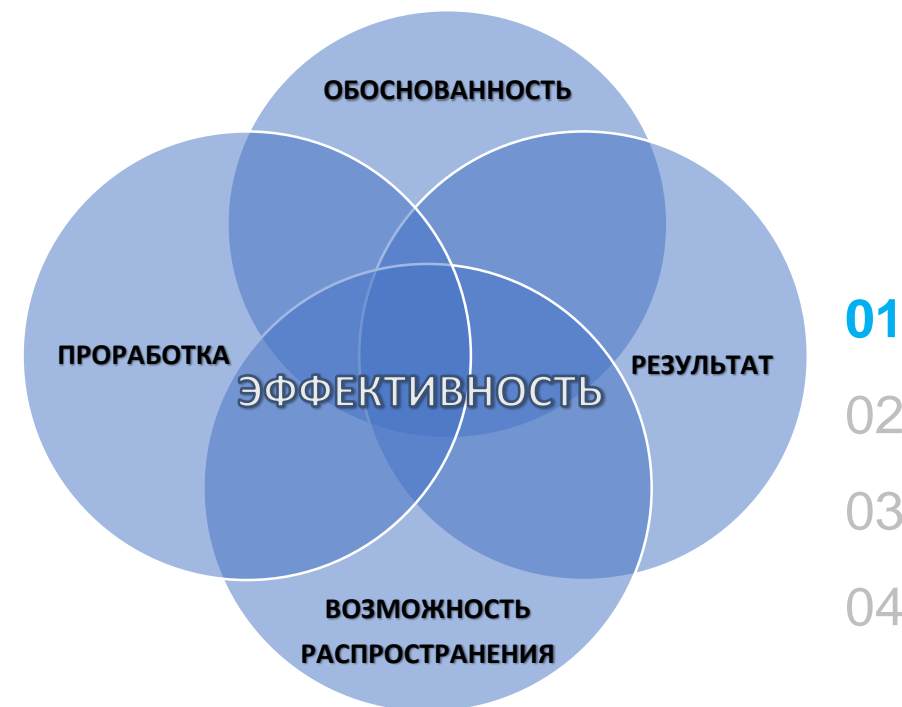 ОБОСНОВАННОСТЬ
ПРОРАБОТКА
РЕЗУЛЬТАТ
ЭФФЕКТИВНОСТЬ
ВОЗМОЖНОСТЬ
РАСПРОСТРАНЕНИЯ
01
02
03
04